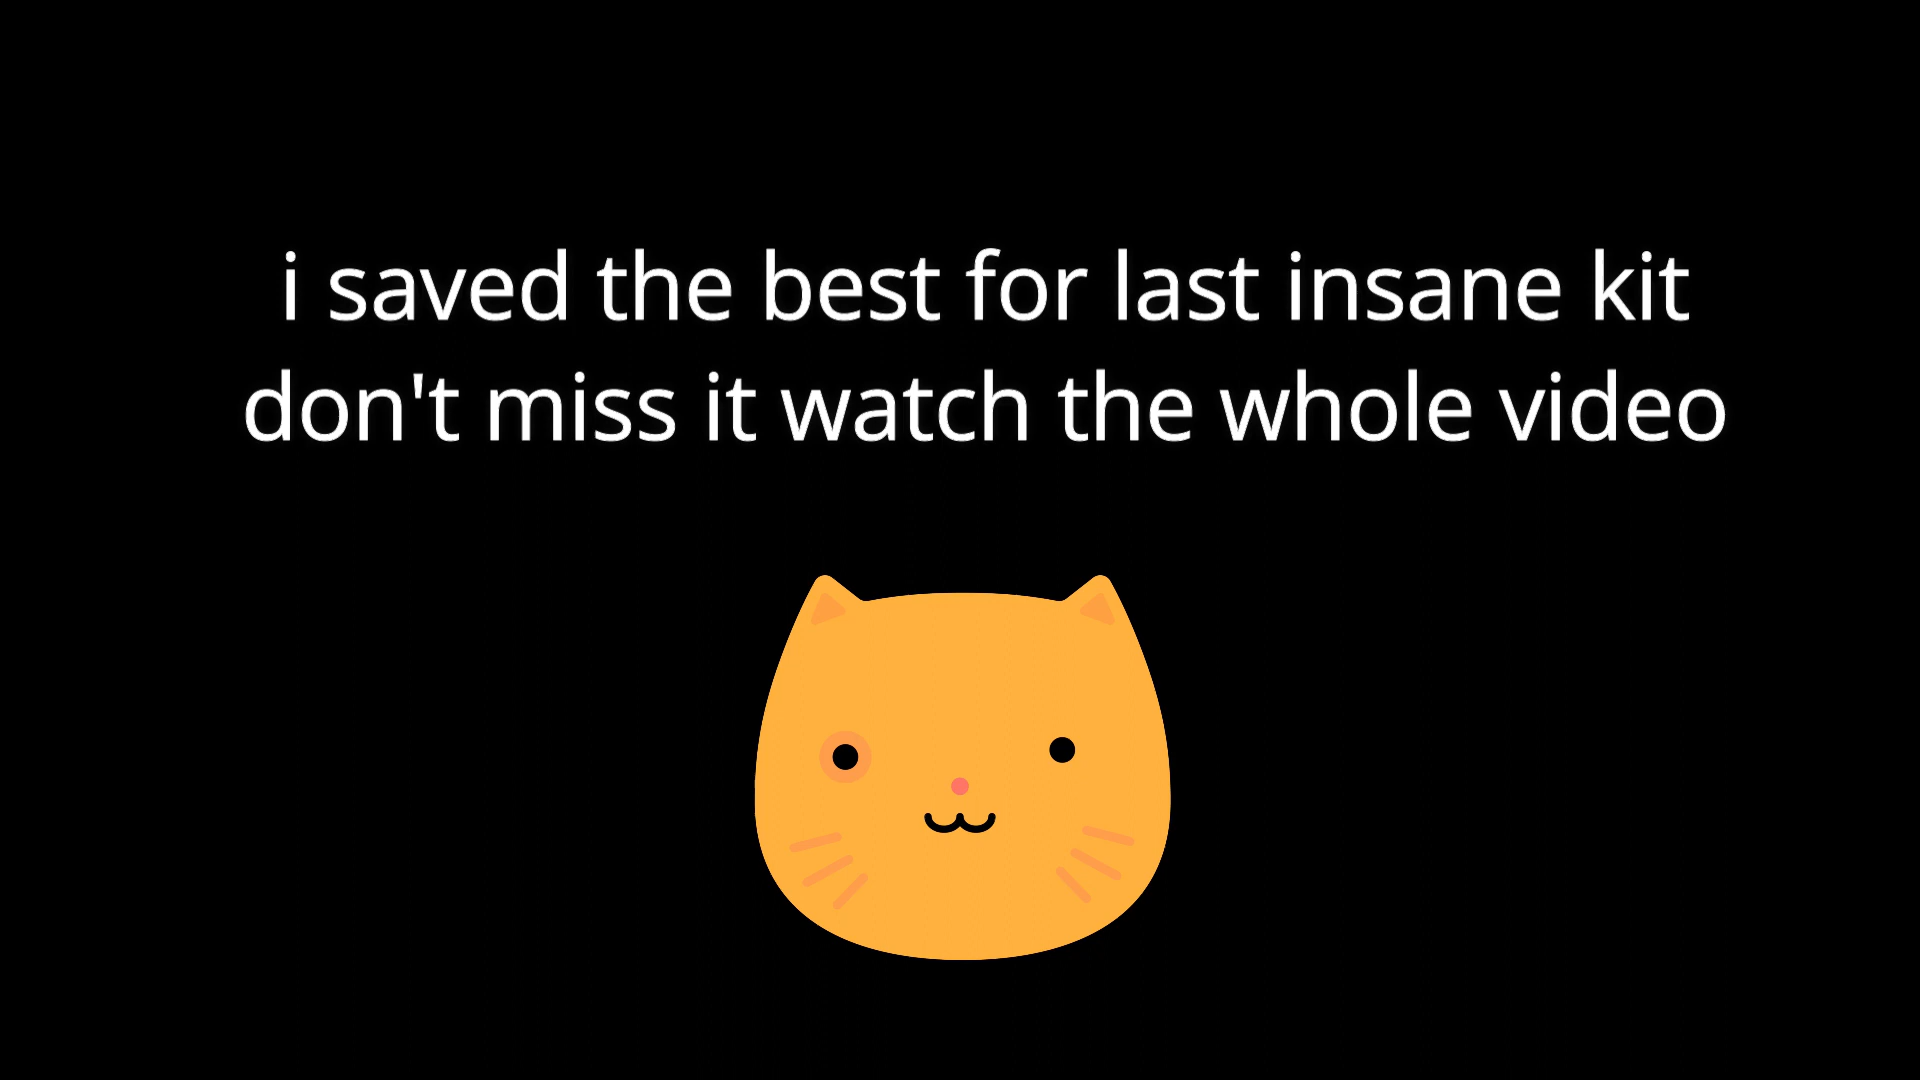 i saved the best for last insane kit
don't miss it watch the whole video